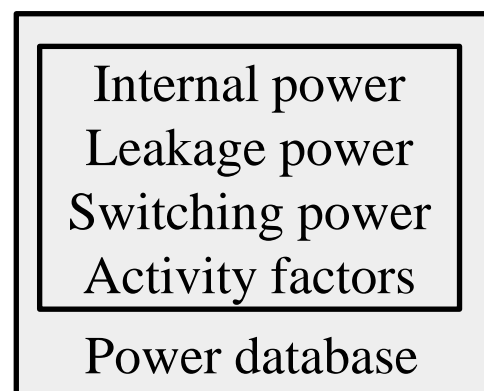 Internal power
Leakage power
Switching power
Activity factors
Power database